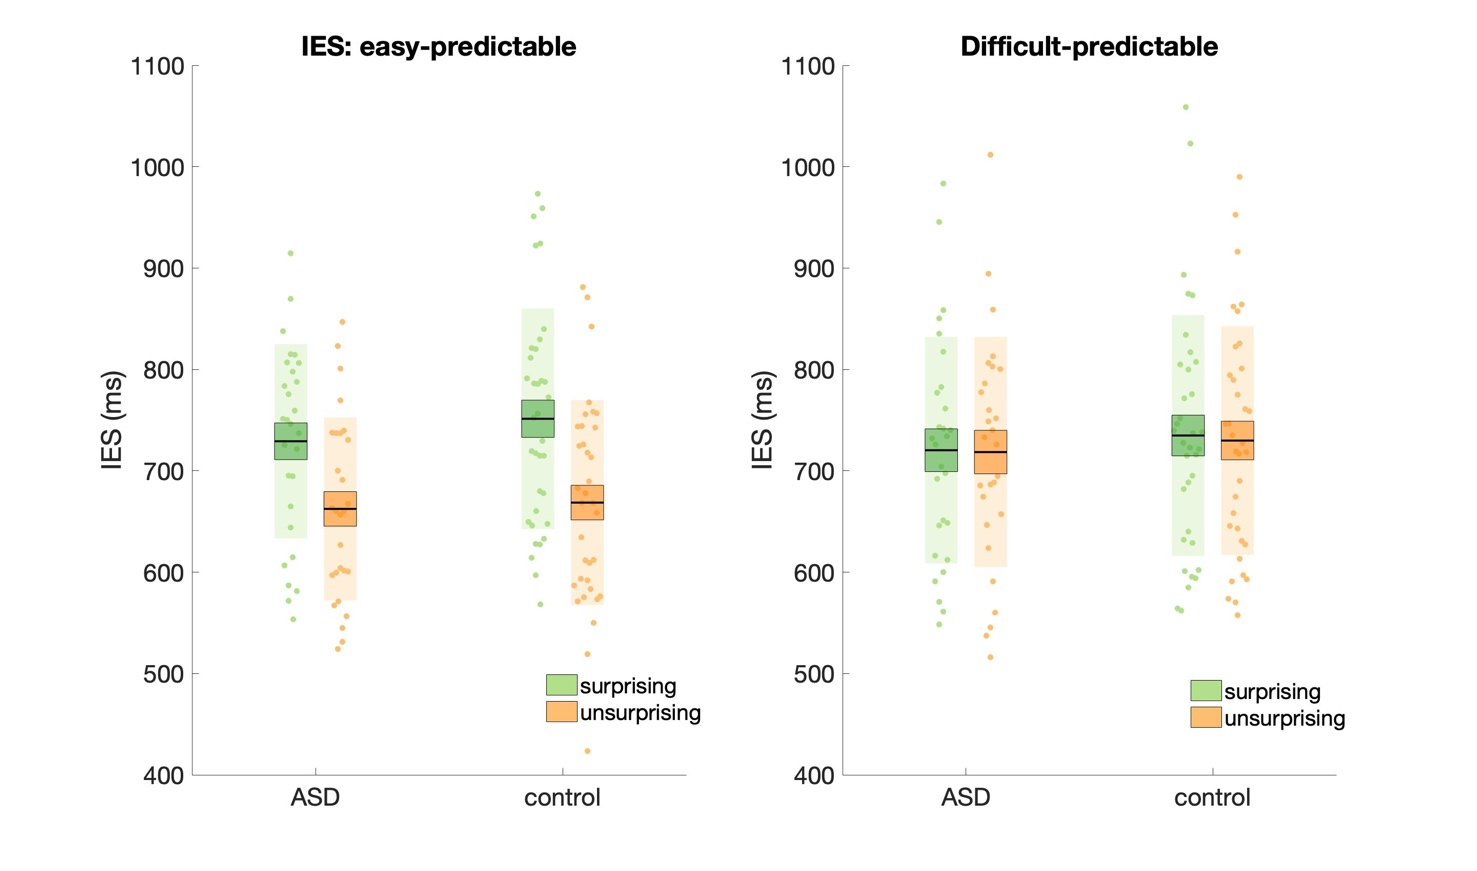 IES: easy-predictable
1100
1000
900
800
700
600
500
400
IES (ms)
ASD
control
surprising
unsurprising
Difficult-predictable
1100
1000
900
800
700
600
500
400
IES (ms)
ASD
control
surprising
unsurprising